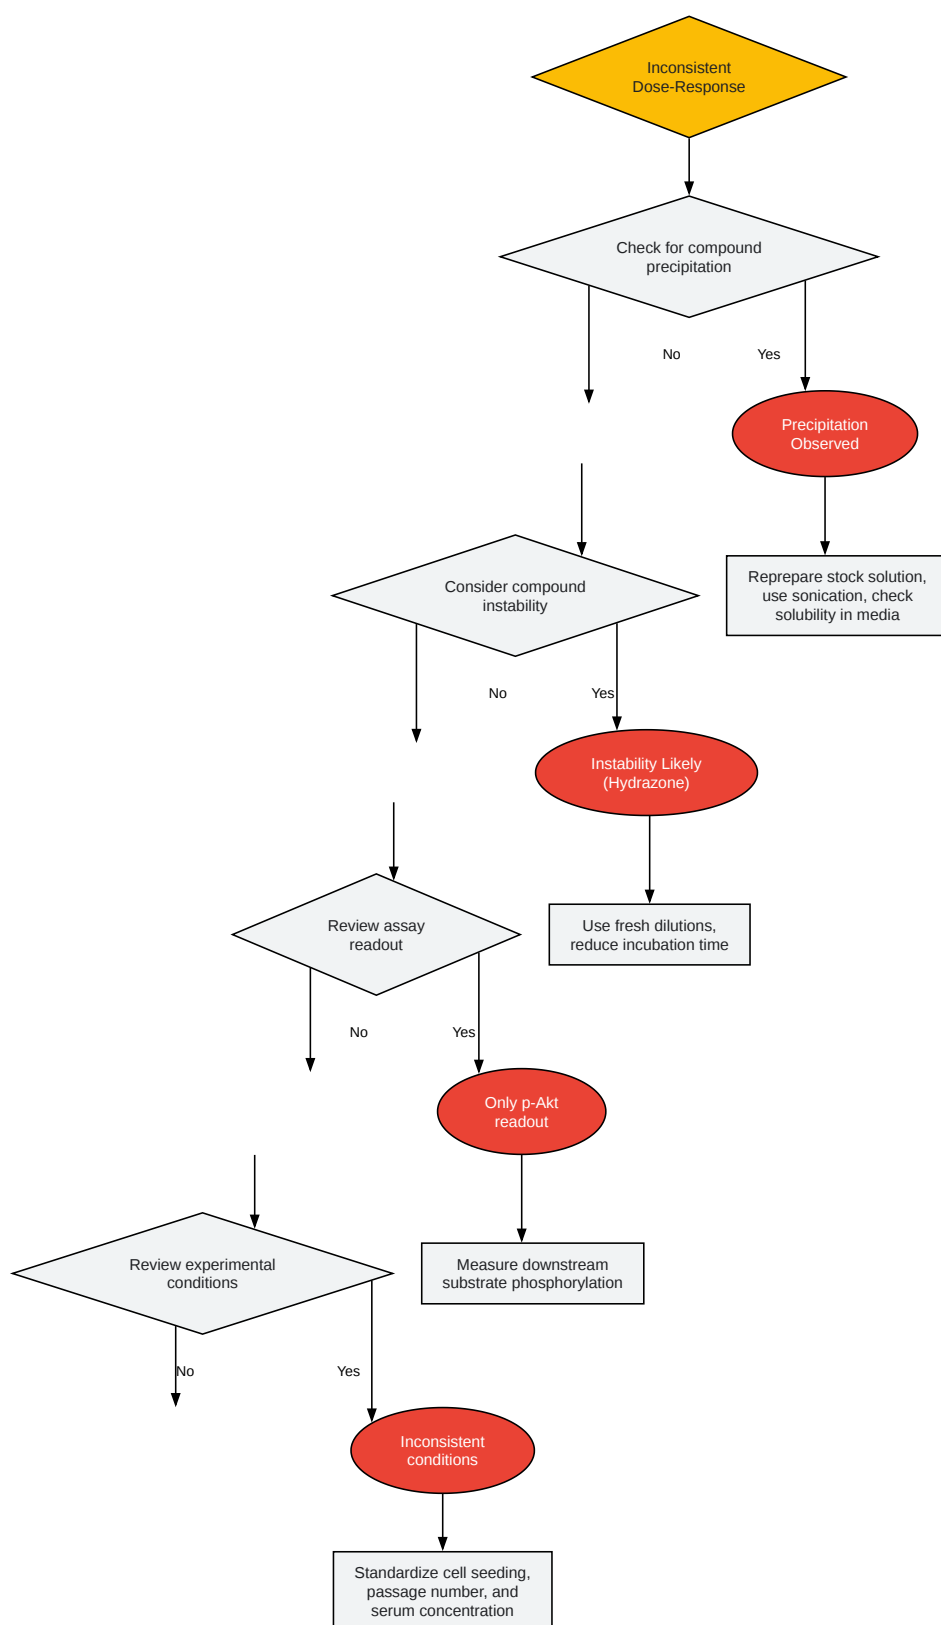 Inconsistent
Dose-Response
Check for compound
precipitation
No
Yes
Precipitation
Observed
Reprepare stock solution,
use sonication, check
solubility in media
Consider compound
instability
No
Yes
Instability Likely
(Hydrazone)
Use fresh dilutions,
reduce incubation time
Review assay
readout
No
Yes
Only p-Akt
readout
Measure downstream
substrate phosphorylation
Review experimental
conditions
No
Yes
Inconsistent
conditions
Standardize cell seeding,
passage number, and
serum concentration